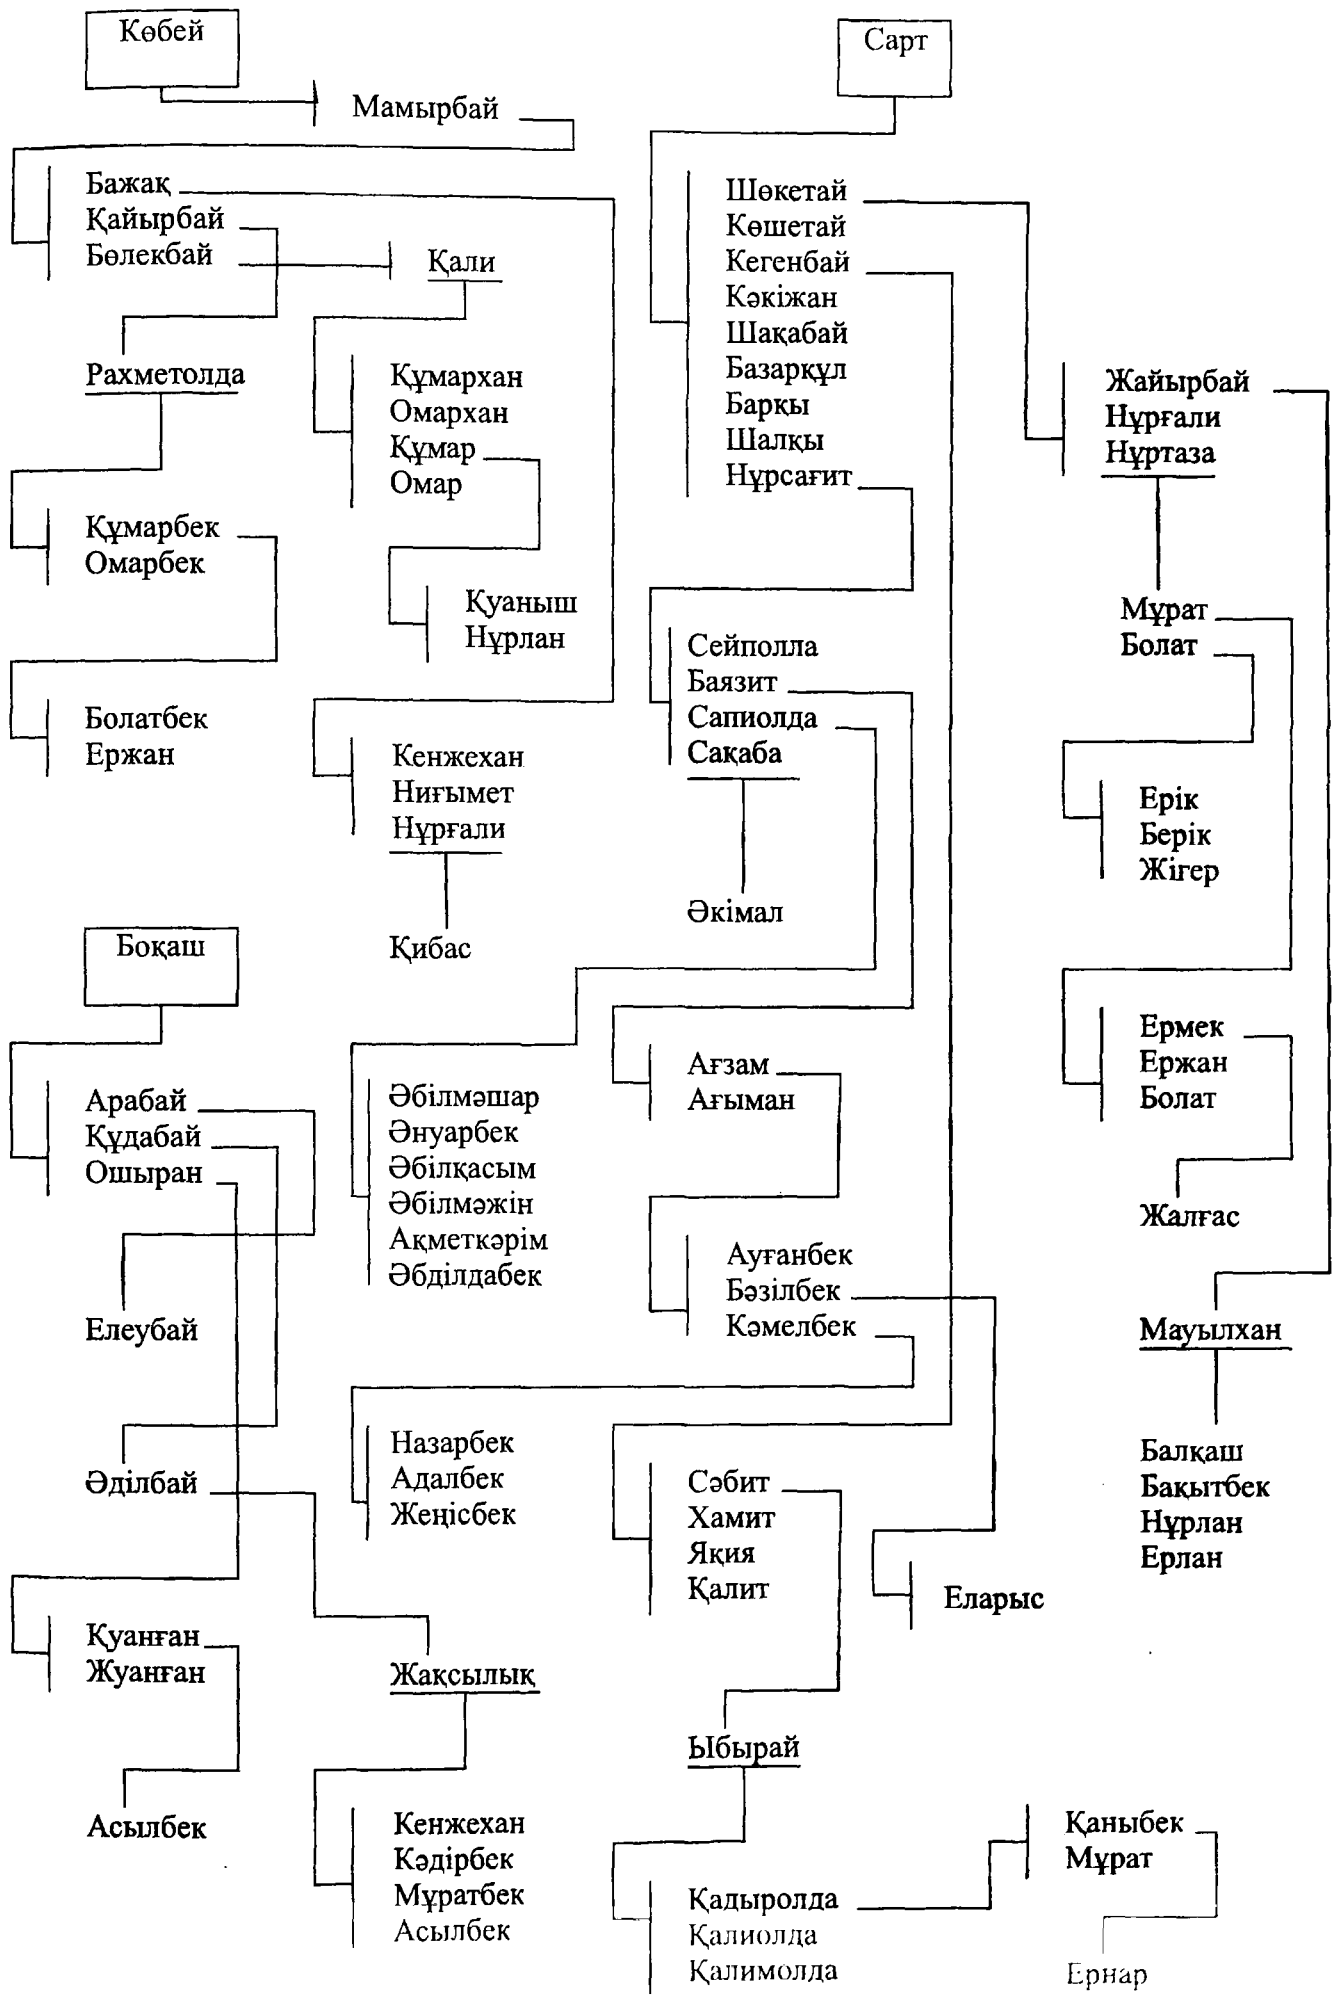 Көбей
Мамырбай
Бажақ
Қайырбай
Бөлекбай
Қали
Рахметолда
Құмархан
Омархан
Құмар
Омар
Құмарбек
Омарбек
Қуаныш
Нұрлан
Болатбек
Ержан
Кенжехан
Ниғымет
Нұрғали
Қибас
Сарт
Шөкетай
Көшетай
Кегенбай
Кәкіжан
Шақабай
Базарқұл
Барқы
Шалқы
Нұрсағит
Жайырбай
Нұрғали
Нұртаза
Мұрат
Болат
Сейполла
Баязит
Сапиолда
Сақаба
Ерік
Берік
Жігер
Әкімал
Ермек
Ержан
Болат
Жалғас
Ағзам
Ағыман
Әбілмәшар
Әнуарбек
Әбілқасым
Әбілмәжін
Ақметкәрім
Әбділдабек
Ауғанбек
Бәзілбек
Кәмелбек
Мауылхан
Балқаш
Бақытбек
Нұрлан
Ерлан
Назарбек
Адалбек
Жеңісбек
Сәбит
Хамит
Яқия
Қалит
Еларыс
Ыбырай
Қадыролда
Қалиолда
Қалимолда
Қаныбек
Мұрат
Ернар
Боқаш
Арабай
Құдабай
Ошыран
Елеубай
Әділбай
Қуанған
Жуанған
Жақсылық
Асылбек
Кенжехан
Кәдірбек
Мұратбек
Асылбек